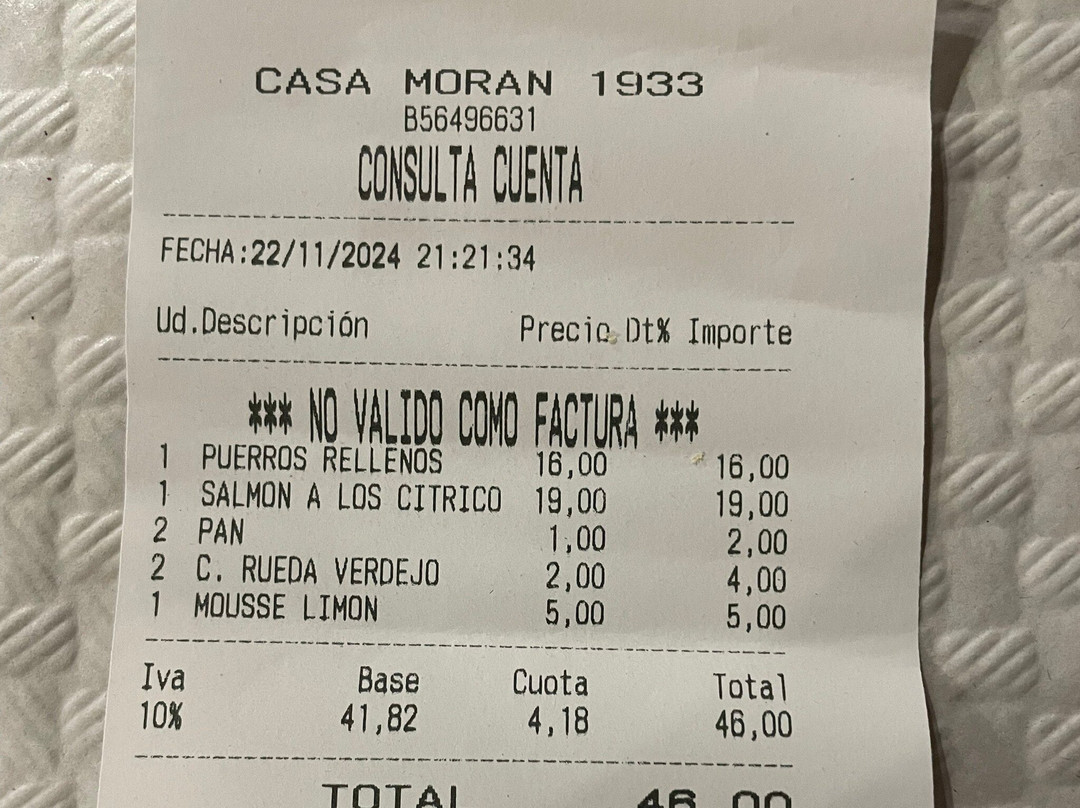 CASA MORAN 1933
B56496631
CONSULTA CUENTA
FECHA:22/11/2024 21:21:34
Ud.Descripción Precio Dt% Importe
*** NO VALIDO COMO FACTURA ***
1 PUERROS RELLENOS 16,00 16,00
1 SALMON A LOS CITRICO 19,00 19,00
2 PAN 1,00 2,00
2 C. RUEDA VERDEJO 2,00 4,00
1 MOUSSE LIMON 5,00 5,00
Iva Base Cuota Total
10% 41,82 4,18 46,00
TOTAL 46,00